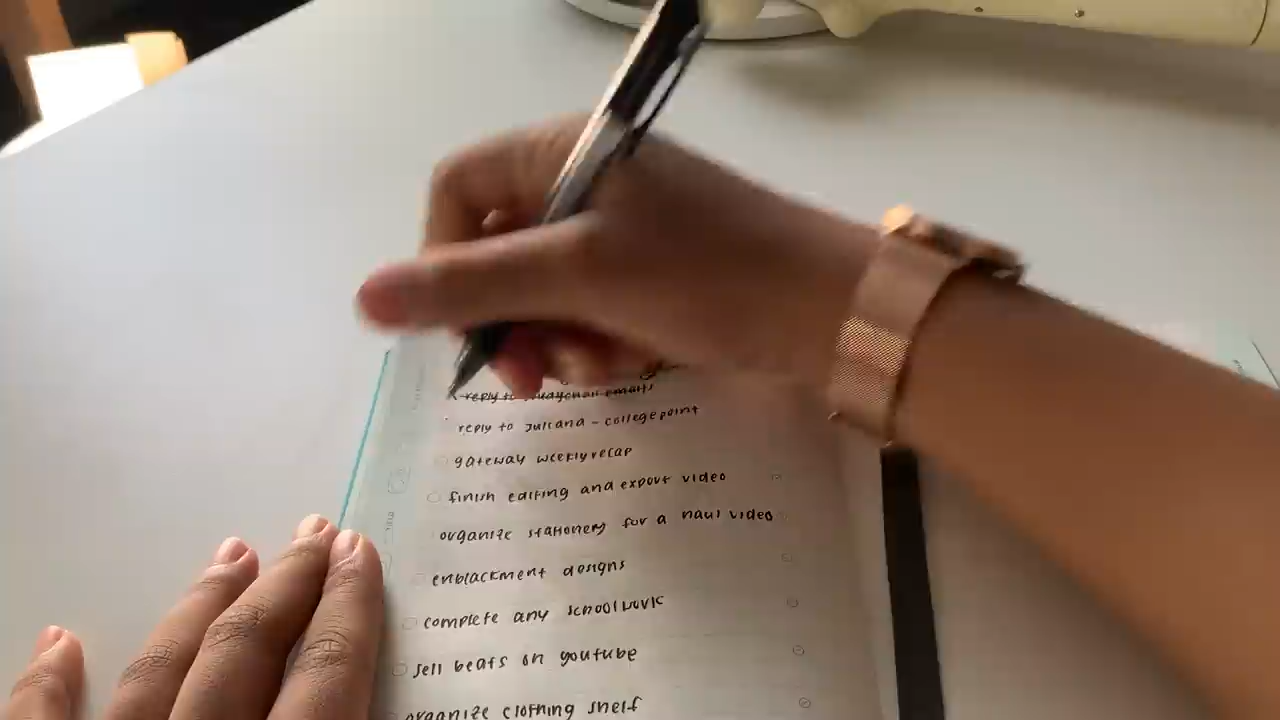 reply to emails
reply to Juliana - collegepoint
gateway weekly recap
finish editing and export video
organize stationery for a haul video
enblackment designs
complete any schoolwork
sell beats on youtube
organize clothing shelf